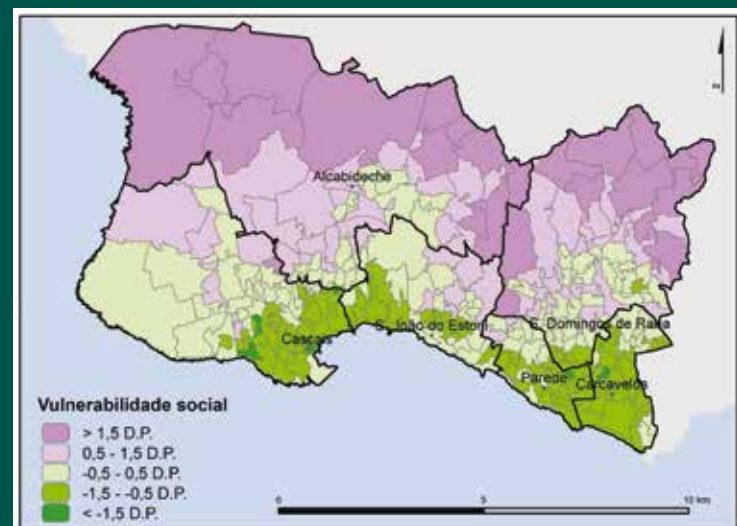 Alcabideche
Cascais
S. João do Estoril
S. Domingos de Rana
Parede
Carcavelos
Vulnerabilidade social
> 1,5 D.P.
0,5 - 1,5 D.P.
-0,5 - 0,5 D.P.
-1,5 - -0,5 D.P.
< -1,5 D.P.
0 5 10 km